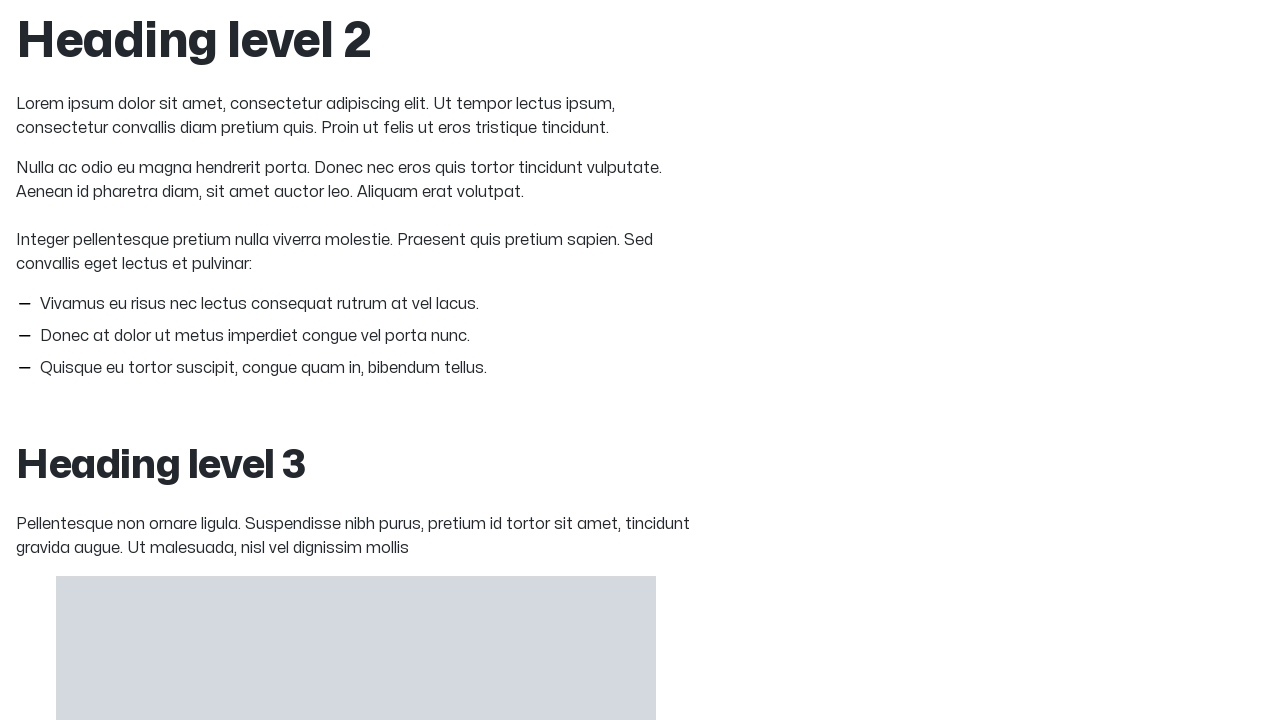 Heading level 2
Lorem ipsum dolor sit amet, consectetur adipiscing elit. Ut tempor lectus ipsum,
consectetur convallis diam pretium quis. Proin ut felis ut eros tristique tincidunt.
Nulla ac odio eu magna hendrerit porta. Donec nec eros quis tortor tincidunt vulputate.
Aenean id pharetra diam, sit amet auctor leo. Aliquam erat volutpat.
Integer pellentesque pretium nulla viverra molestie. Praesent quis pretium sapien. Sed
convallis eget lectus et pulvinar:
— Vivamus eu risus nec lectus consequat rutrum at vel lacus.
— Donec at dolor ut metus imperdiet congue vel porta nunc.
— Quisque eu tortor suscipit, congue quam in, bibendum tellus.
Heading level 3
Pellentesque non ornare ligula. Suspendisse nibh purus, pretium id tortor sit amet, tincidunt
gravida augue. Ut malesuada, nisl vel dignissim mollis